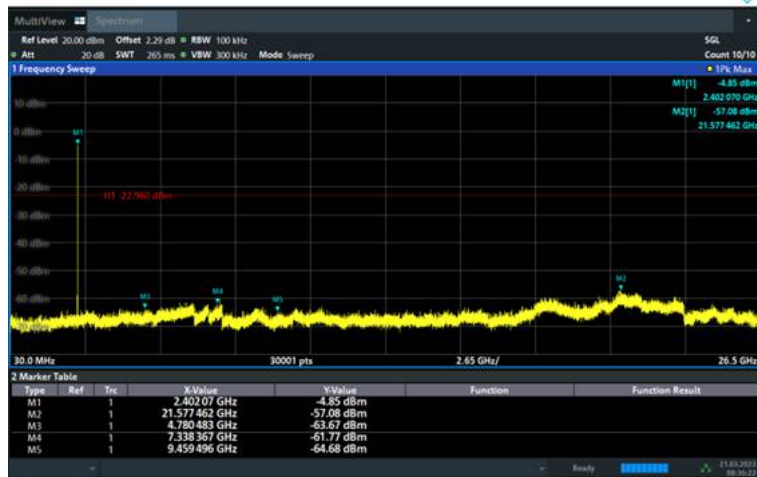 MultiView Spectrum
Ref Level 20.00 dBm Offset 2.29 dB RBW 100 kHz SGL
Att 20 dB SWT 265 ms VBW 300 kHz Mode Sweep Count 10/10
1 Frequency Sweep 1Pk Max
M1[1] -4.85 dBm
2.402 070 GHz
M2[1] -57.08 dBm
21.577 462 GHz
10 dBm
0 dBm
M1
-10 dBm
-20 dBm
H1 -22.960 dBm
-30 dBm
-40 dBm
-50 dBm
M2
-60 dBm
M3
M4
M5
30.0 MHz 30001 pts 2.65 GHz/ 26.5 GHz
2 Marker Table
Type Ref Trc X-Value Y-Value Function Function Result
M1 1 2.402 07 GHz -4.85 dBm
M2 1 21.577 462 GHz -57.08 dBm
M3 1 4.780 483 GHz -63.67 dBm
M4 1 7.338 367 GHz -61.77 dBm
M5 1 9.459 496 GHz -64.68 dBm
Ready 21.03.2023